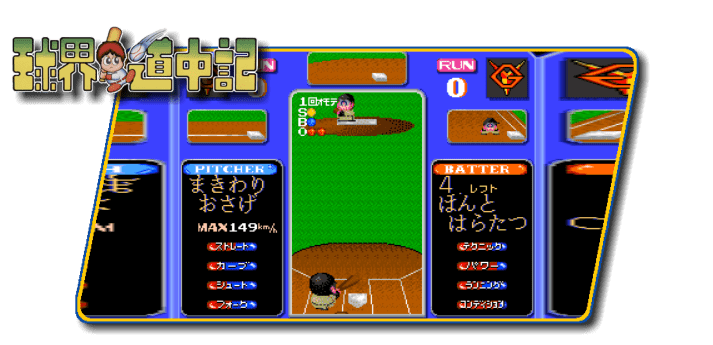 球界道中記
RUN
0
1回オモテ
S
B
O
PITCHER
まきわり
おさげ
MAX149km/h
ストレート
カーブ
シュート
フォーク
BATTER
4 レフト
ほんと
はらたつ
テクニック
パワー
ランニング
コンディション